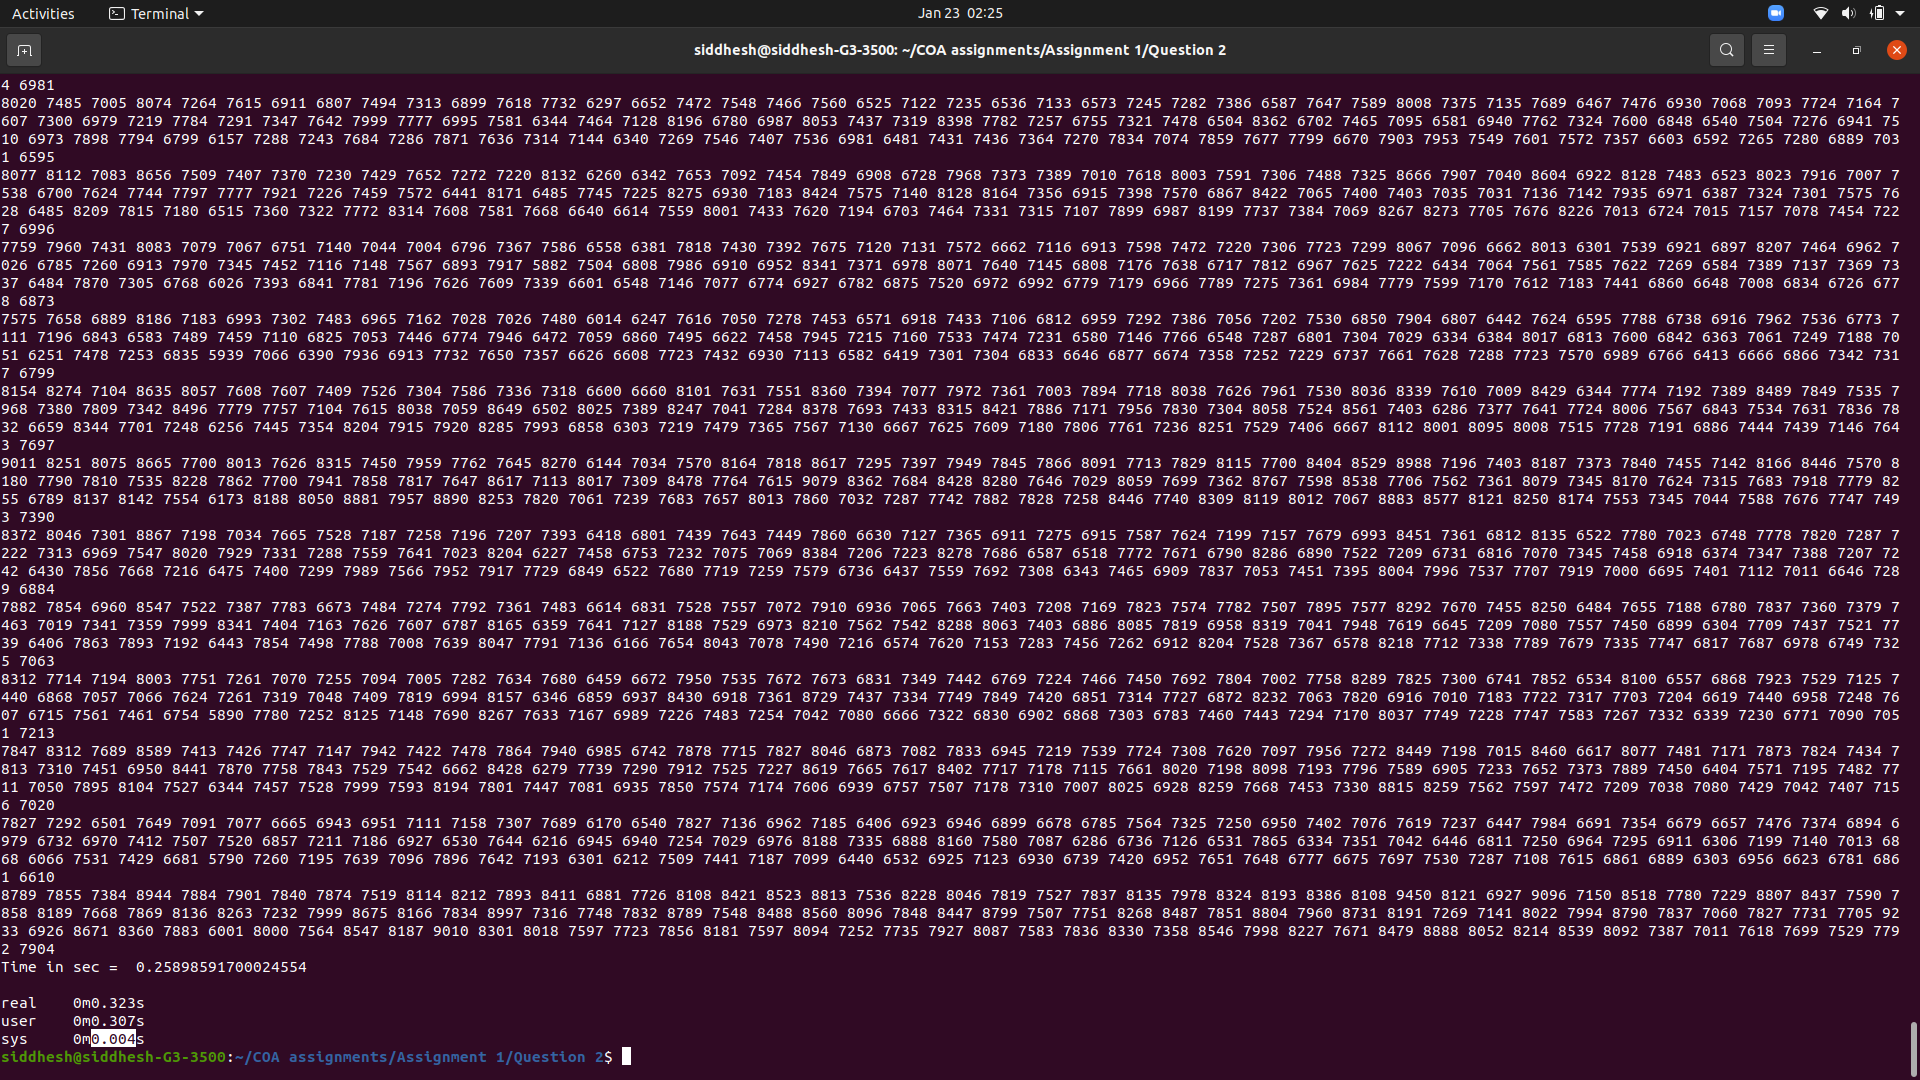 Activities
Terminal
Jan 23 02:25
siddhesh@siddhesh-G3-3500: ~/COA assignments/Assignment 1/Question 2
4 6981
8020 7485 7005 8074 7264 7615 6911 6807 7494 7313 6899 7618 7732 6297 6652 7472 7548 7466 7560 6525 7122 7235 6536 7133 6573 7245 7282 7386 6587 7647 7589 8008 7375 7135 7689 6467 7476 6930 7068 7093 7724 7164 7
607 7300 6979 7219 7784 7291 7347 7642 7999 7777 6995 7581 6344 7464 7128 8196 6780 6987 8053 7437 7319 8398 7782 7257 6755 7321 7478 6504 8362 6702 7465 7095 6581 6940 7762 7324 7600 6848 6540 7504 7276 6941 75
10 6973 7898 7794 6799 6157 7288 7243 7684 7286 7871 7636 7314 7144 6340 7269 7546 7407 7536 6981 6481 7431 7436 7364 7270 7834 7074 7859 7677 7799 6670 7903 7953 7549 7601 7572 7357 6603 6592 7265 7280 6889 703
1 6595
8077 8112 7083 8656 7509 7407 7370 7230 7429 7652 7272 7220 8132 6260 6342 7653 7092 7454 7849 6908 6728 7968 7373 7389 7010 7618 8003 7591 7306 7488 7325 8666 7907 7040 8604 6922 8128 7483 6523 8023 7916 7007 7
538 6700 7624 7744 7797 7777 7921 7226 7459 7572 6441 8171 6485 7745 7225 8275 6930 7183 8424 7575 7140 8128 8164 7356 6915 7398 7570 6867 8422 7065 7400 7403 7035 7031 7136 7142 7935 6971 6387 7324 7301 7575 76
28 6485 8209 7815 7180 6515 7360 7322 7772 8314 7608 7581 7668 6640 6614 7559 8001 7433 7620 7194 6703 7464 7331 7315 7107 7899 6987 8199 7737 7384 7069 8267 8273 7705 7676 8226 7013 6724 7015 7157 7078 7454 722
7 6996
7759 7960 7431 8083 7079 7067 6751 7140 7044 7004 6796 7367 7586 6558 6381 7818 7430 7392 7675 7120 7131 7572 6662 7116 6913 7598 7472 7220 7306 7723 7299 8067 7096 6662 8013 6301 7539 6921 6897 8207 7464 6962 7
026 6785 7260 6913 7970 7345 7452 7116 7148 7567 6893 7917 5882 7504 6808 7986 6910 6952 8341 7371 6978 8071 7640 7145 6808 7176 7638 6717 7812 6967 7625 7222 6434 7064 7561 7585 7622 7269 6584 7389 7137 7369 73
37 6484 7870 7305 6768 6026 7393 6841 7781 7196 7626 7609 7339 6601 6548 7146 7077 6774 6927 6782 6875 7520 6972 6992 6779 7179 6966 7789 7275 7361 6984 7779 7599 7170 7612 7183 7441 6860 6648 7008 6834 6726 677
8 6873
7575 7658 6889 8186 7183 6993 7302 7483 6965 7162 7028 7026 7480 6014 6247 7616 7050 7278 7453 6571 6918 7433 7106 6812 6959 7292 7386 7056 7202 7530 6850 7904 6807 6442 7624 6595 7788 6738 6916 7962 7536 6773 7
111 7196 6843 6583 7489 7459 7110 6825 7053 7446 6774 7946 6472 7059 6860 7495 6622 7458 7945 7215 7160 7533 7474 7231 6580 7146 7766 6548 7287 6801 7304 7029 6334 6384 8017 6813 7600 6842 6363 7061 7249 7188 70
51 6251 7478 7253 6835 5939 7066 6390 7936 6913 7732 7650 7357 6626 6608 7723 7432 6930 7113 6582 6419 7301 7304 6833 6646 6877 6674 7358 7252 7229 6737 7661 7628 7288 7723 7570 6989 6766 6413 6666 6866 7342 731
7 6799
8154 8274 7104 8635 8057 7608 7607 7409 7526 7304 7586 7336 7318 6600 6660 8101 7631 7551 8360 7394 7077 7972 7361 7003 7894 7718 8038 7626 7961 7530 8036 8339 7610 7009 8429 6344 7774 7192 7389 8489 7849 7535 7
968 7380 7809 7342 8496 7779 7757 7104 7615 8038 7059 8649 6502 8025 7389 8247 7041 7284 8378 7693 7433 8315 8421 7886 7171 7956 7830 7304 8058 7524 8561 7403 6286 7377 7641 7724 8006 7567 6843 7534 7631 7836 78
32 6659 8344 7701 7248 6256 7445 7354 8204 7915 7920 8285 7993 6858 6303 7219 7479 7365 7567 7130 6667 7625 7609 7180 7806 7761 7236 8251 7529 7406 6667 8112 8001 8095 8008 7515 7728 7191 6886 7444 7439 7146 764
3 7697
9011 8251 8075 8665 7700 8013 7626 8315 7450 7959 7762 7645 8270 6144 7034 7570 8164 7818 8617 7295 7397 7949 7845 7866 8091 7713 7829 8115 7700 8404 8529 8988 7196 7403 8187 7373 7840 7455 7142 8166 8446 7570 8
180 7790 7810 7535 8228 7862 7700 7941 7858 7817 7647 8617 7113 8017 7309 8478 7764 7615 9079 8362 7684 8428 8280 7646 7029 8059 7699 7362 8767 7598 8538 7706 7562 7361 8079 7345 8170 7624 7315 7683 7918 7779 82
55 6789 8137 8142 7554 6173 8188 8050 8881 7957 8890 8253 7820 7061 7239 7683 7657 8013 7860 7032 7287 7742 7882 7828 7258 8446 7740 8309 8119 8012 7067 8883 8577 8121 8250 8174 7553 7345 7044 7588 7676 7747 749
3 7390
8372 8046 7301 8867 7198 7034 7665 7528 7187 7258 7196 7207 7393 6418 6801 7439 7643 7449 7860 6630 7127 7365 6911 7275 6915 7587 7624 7199 7157 7679 6993 8451 7361 6812 8135 6522 7780 7023 6748 7778 7820 7287 7
222 7313 6969 7547 8020 7929 7331 7288 7559 7641 7023 8204 6227 7458 6753 7232 7075 7069 8384 7206 7223 8278 7686 6587 6518 7772 7671 6790 8286 6890 7522 7209 6731 6816 7070 7345 7458 6918 6374 7347 7388 7207 72
42 6430 7856 7668 7216 6475 7400 7299 7989 7566 7952 7917 7729 6849 6522 7680 7719 7259 7579 6736 6437 7559 7692 7308 6343 7465 6909 7837 7053 7451 7395 8004 7996 7537 7707 7919 7000 6695 7401 7112 7011 6646 728
9 6884
7882 7854 6960 8547 7522 7387 7783 6673 7484 7274 7792 7361 7483 6614 6831 7528 7557 7072 7910 6936 7065 7663 7403 7208 7169 7823 7574 7782 7507 7895 7577 8292 7670 7455 8250 6484 7655 7188 6780 7837 7360 7379 7
463 7019 7341 7359 7999 8341 7404 7163 7626 7607 6787 8165 6359 7641 7127 8188 7529 6973 8210 7562 7542 8288 8063 7403 6886 8085 7819 6958 8319 7041 7948 7619 6645 7209 7080 7557 7450 6899 6304 7709 7437 7521 77
39 6406 7863 7893 7192 6443 7854 7498 7788 7008 7639 8047 7791 7136 6166 7654 8043 7078 7490 7216 6574 7620 7153 7283 7456 7262 6912 8204 7528 7367 6578 8218 7712 7338 7789 7679 7335 7747 6817 7687 6978 6749 732
5 7063
8312 7714 7194 8003 7751 7261 7070 7255 7094 7005 7282 7634 7680 6459 6672 7950 7535 7672 7673 6831 7349 7442 6769 7224 7466 7450 7692 7804 7002 7758 8289 7825 7300 6741 7852 6534 8100 6557 6868 7923 7529 7125 7
440 6868 7057 7066 7624 7261 7319 7048 7409 7819 6994 8157 6346 6859 6937 8430 6918 7361 8729 7437 7334 7749 7849 7420 6851 7314 7727 6872 8232 7063 7820 6916 7010 7183 7722 7317 7703 7204 6619 7440 6958 7248 76
07 6715 7561 7461 6754 5890 7780 7252 8125 7148 7690 8267 7633 7167 6989 7226 7483 7254 7042 7080 6666 7322 6830 6902 6868 7303 6783 7460 7443 7294 7170 8037 7749 7228 7747 7583 7267 7332 6339 7230 6771 7090 705
1 7213
7847 8312 7689 8589 7413 7426 7747 7147 7942 7422 7478 7864 7940 6985 6742 7878 7715 7827 8046 6873 7082 7833 6945 7219 7539 7724 7308 7620 7097 7956 7272 8449 7198 7015 8460 6617 8077 7481 7171 7873 7824 7434 7
813 7310 7451 6950 8441 7870 7758 7843 7529 7542 6662 8428 6279 7739 7290 7912 7525 7227 8619 7665 7617 8402 7717 7178 7115 7661 8020 7198 8098 7193 7796 7589 6905 7233 7652 7373 7889 7450 6404 7571 7195 7482 77
11 7050 7895 8104 7527 6344 7457 7528 7999 7593 8194 7801 7447 7081 6935 7850 7574 7174 7606 6939 6757 7507 7178 7310 7007 8025 6928 8259 7668 7453 7330 8815 8259 7562 7597 7472 7209 7038 7080 7429 7042 7407 715
6 7020
7827 7292 6501 7649 7091 7077 6665 6943 6951 7111 7158 7307 7689 6170 6540 7827 7136 6962 7185 6406 6923 6946 6899 6678 6785 7564 7325 7250 6950 7402 7076 7619 7237 6447 7984 6691 7354 6679 6657 7476 7374 6894 6
979 6732 6970 7412 7507 7520 6857 7211 7186 6927 6530 7644 6216 6945 6940 7254 7029 6976 8188 7335 6888 8160 7580 7087 6286 6736 7126 6531 7865 6334 7351 7042 6446 6811 7250 6964 7295 6911 6306 7199 7140 7013 68
68 6066 7531 7429 6681 5790 7260 7195 7639 7096 7896 7642 7193 6301 6212 7509 7441 7187 7099 6440 6532 6925 7123 6930 6739 7420 6952 7651 7648 6777 6675 7697 7530 7287 7108 7615 6861 6889 6303 6956 6623 6781 686
1 6610
8789 7855 7384 8944 7884 7901 7840 7874 7519 8114 8212 7893 8411 6881 7726 8108 8421 8523 8813 7536 8228 8046 7819 7527 7837 8135 7978 8324 8193 8386 8108 9450 8121 6927 9096 7150 8518 7780 7229 8807 8437 7590 7
858 8189 7668 7869 8136 8263 7232 7999 8675 8166 7834 8997 7316 7748 7832 8789 7548 8488 8560 8096 7848 8447 8799 7507 7751 8268 8487 7851 8804 7960 8731 8191 7269 7141 8022 7994 8790 7837 7060 7827 7731 7705 92
33 6926 8671 8360 7883 6001 8000 7564 8547 8187 9010 8301 8018 7597 7723 7856 8181 7597 8094 7252 7735 7927 8087 7583 7836 8330 7358 8546 7998 8227 7671 8479 8888 8052 8214 8539 8092 7387 7011 7618 7699 7529 779
2 7904
Time in sec =  0.25898591700024554
real    0m0.323s
user    0m0.307s
sys     0m0.004s
siddhesh@siddhesh-G3-3500:~/COA assignments/Assignment 1/Question 2$